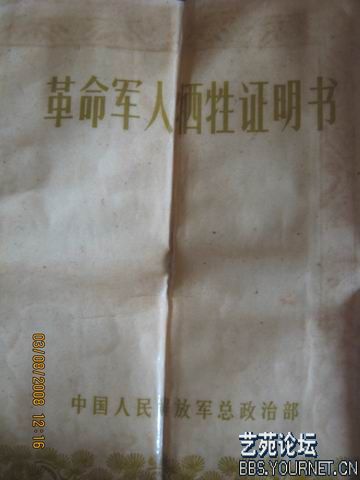 革命军人牺牲证明书
中国人民解放军总政治部
03/08/2008 12:16
艺苑论坛
BBS.YOURNET.CN